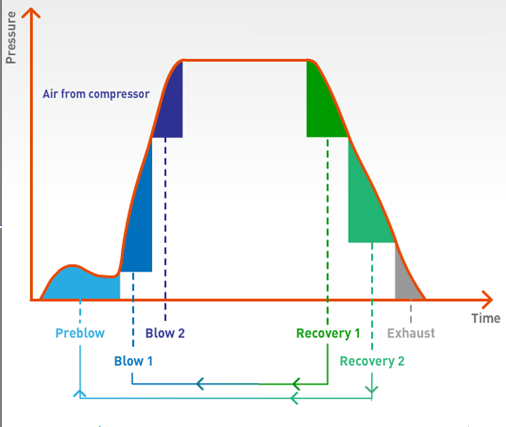 Pressure
Air from compressor
Time
Preblow
Blow 2
Recovery 1
Exhaust
Blow 1
Recovery 2